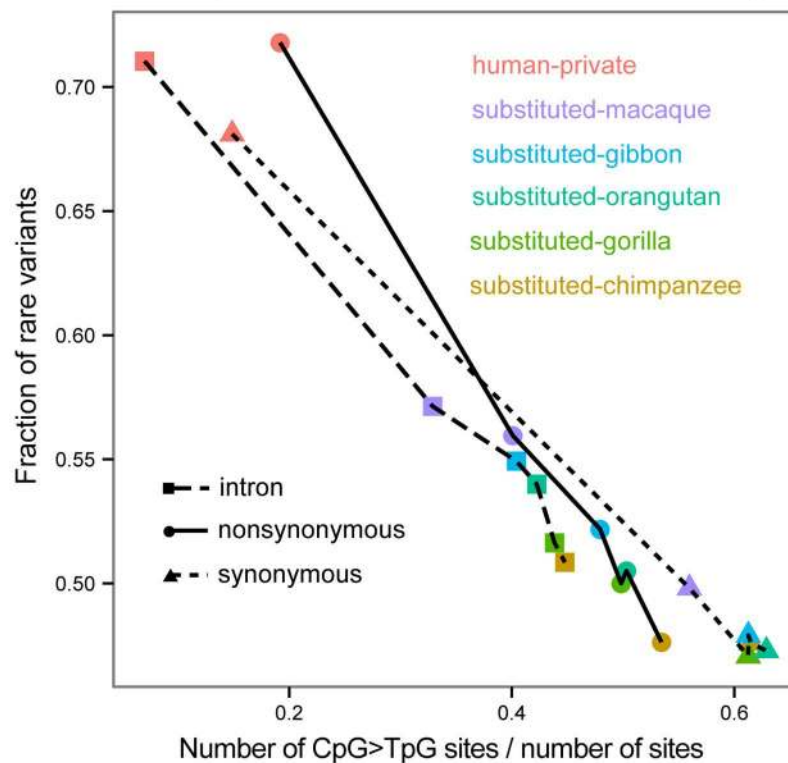 human-private
substituted-macaque
substituted-gibbon
substituted-orangutan
substituted-gorilla
substituted-chimpanzee
0.70
0.65
0.60
0.55
0.50
Fraction of rare variants
intron
nonsynonymous
synonymous
0.2 0.4 0.6
Number of CpG>TpG sites / number of sites